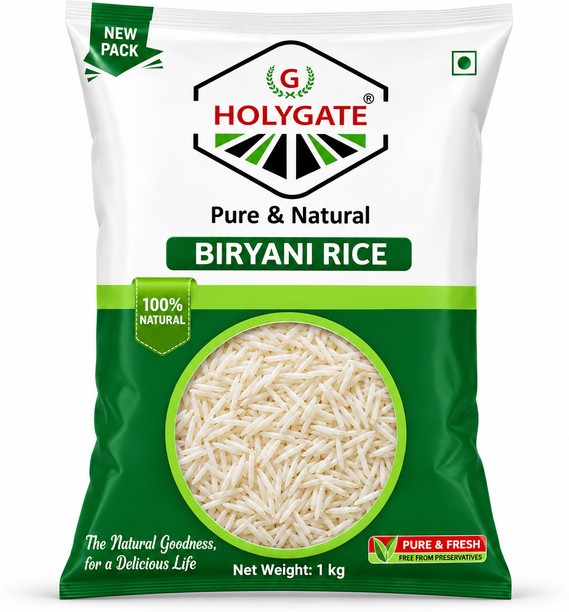 NEW
PACK
G
HOLYGATE®
Pure & Natural
BIRYANI RICE
100%
NATURAL
The Natural Goodness,
for a Delicious Life
Net Weight: 1 kg
PURE & FRESH
FREE FROM PRESERVATIVES